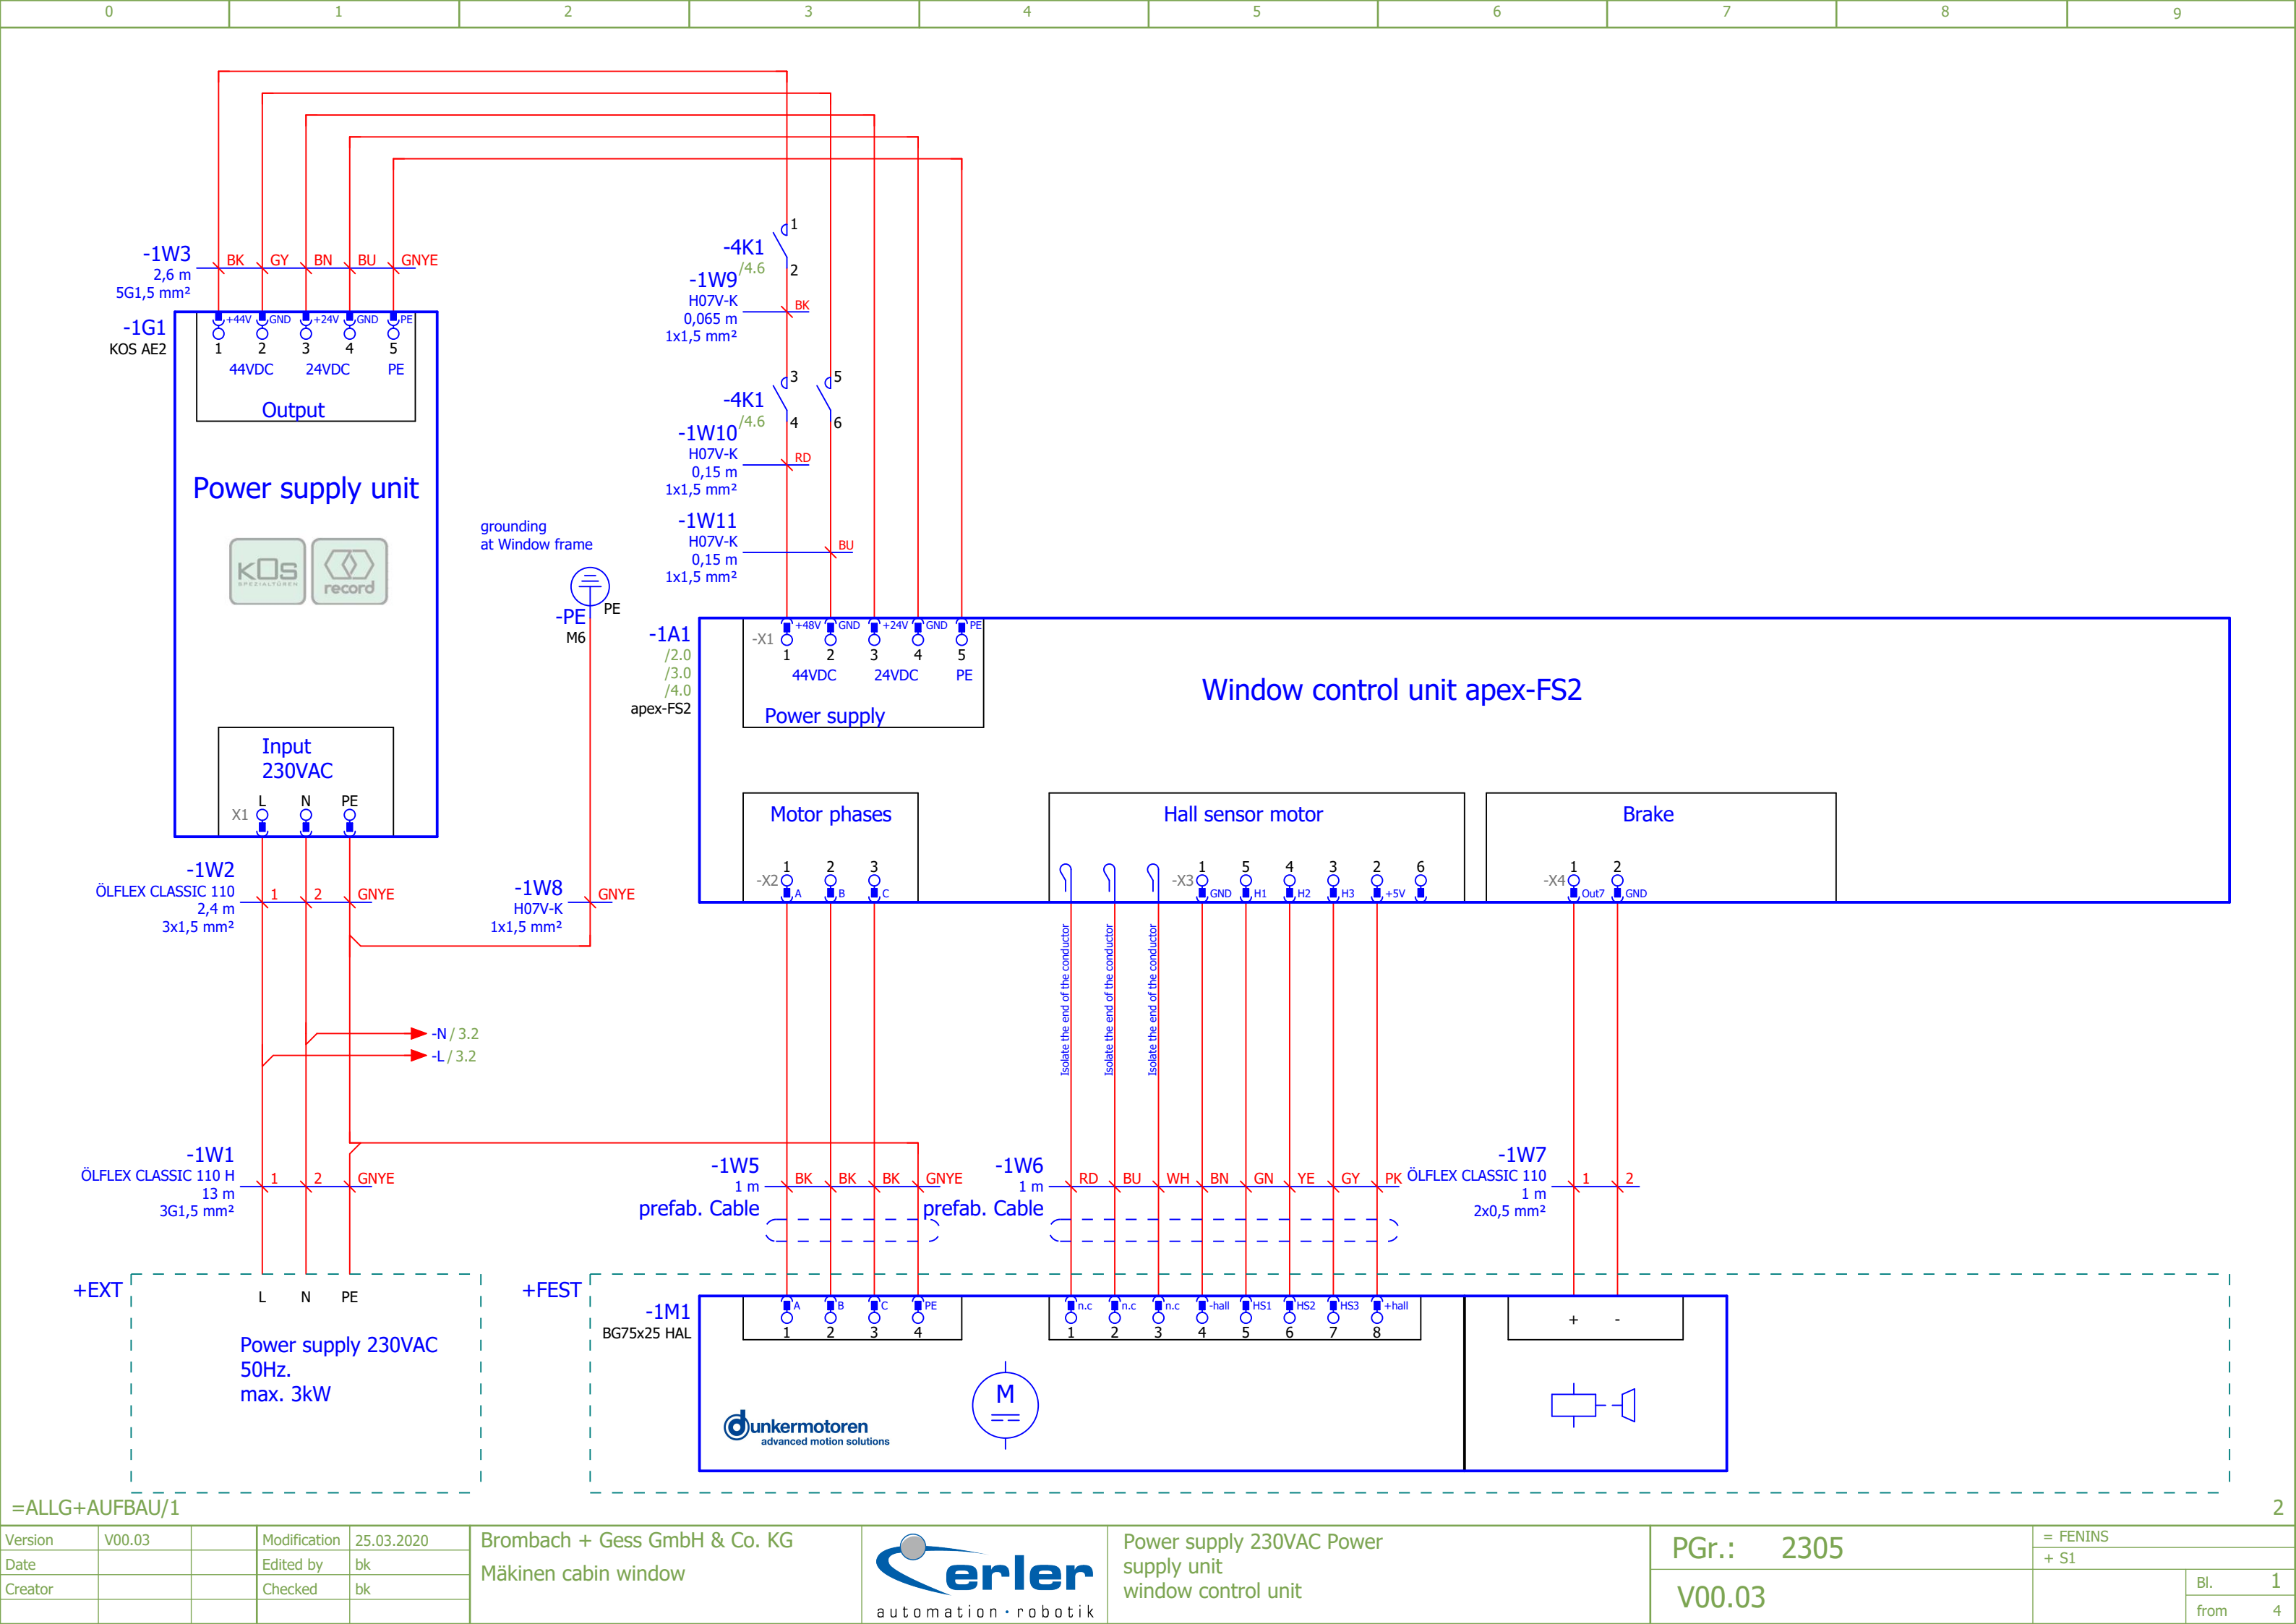 0 1 2 3 4 5 6 7 8 9
-1W3
2,6 m
5G1,5 mm²
BK GY BN BU GNYE
-1G1
KOS AE2
+44V GND +24V GND PE
1 2 3 4 5
44VDC 24VDC PE
Output
Power supply unit
KOS
SPEZIALTÜREN
record
Input
230VAC
L N PE
X1
-1W2
ÖLFLEX CLASSIC 110
2,4 m
3x1,5 mm²
1 2 GNYE
grounding
at Window frame
-PE
PE
M6
-1W8
H07V-K
1x1,5 mm²
GNYE
-N / 3.2
-L / 3.2
-1W1
ÖLFLEX CLASSIC 110 H
13 m
3G1,5 mm²
1 2 GNYE
+EXT
L N PE
Power supply 230VAC
50Hz.
max. 3kW
-4K1
/4.6
1
2
-1W9
H07V-K
0,065 m
1x1,5 mm²
BK
-4K1
/4.6
3 5
4 6
-1W10
H07V-K
0,15 m
1x1,5 mm²
RD
-1W11
H07V-K
0,15 m
1x1,5 mm²
BU
-1A1
/2.0
/3.0
/4.0
apex-FS2
-X1
+48V GND +24V GND PE
1 2 3 4 5
44VDC 24VDC PE
Power supply
Window control unit apex-FS2
Motor phases
1 2 3
-X2
A B C
Hall sensor motor
1 5 4 3 2 6
-X3
GND H1 H2 H3 +5V
Brake
1 2
-X4
Out7 GND
Isolate the end of the conductor
Isolate the end of the conductor
Isolate the end of the conductor
-1W5
1 m
prefab. Cable
BK BK BK GNYE
-1W6
1 m
prefab. Cable
RD BU WH BN GN YE GY PK
-1W7
ÖLFLEX CLASSIC 110
1 m
2x0,5 mm²
1 2
+FEST
-1M1
BG75x25 HAL
A B C PE
1 2 3 4
n.c n.c n.c -hall HS1 HS2 HS3 +hall
1 2 3 4 5 6 7 8
+ -
M
dunkermotoren
advanced motion solutions
=ALLG+AUFBAU/1
2
Version V00.03
Date
Creator
Modification 25.03.2020
Edited by bk
Checked bk
Brombach + Gess GmbH & Co. KG
Mäkinen cabin window
erler
automation · robotik
Power supply 230VAC Power
supply unit
window control unit
PGr.: 2305
V00.03
= FENINS
+ S1
Bl. 1
from 4